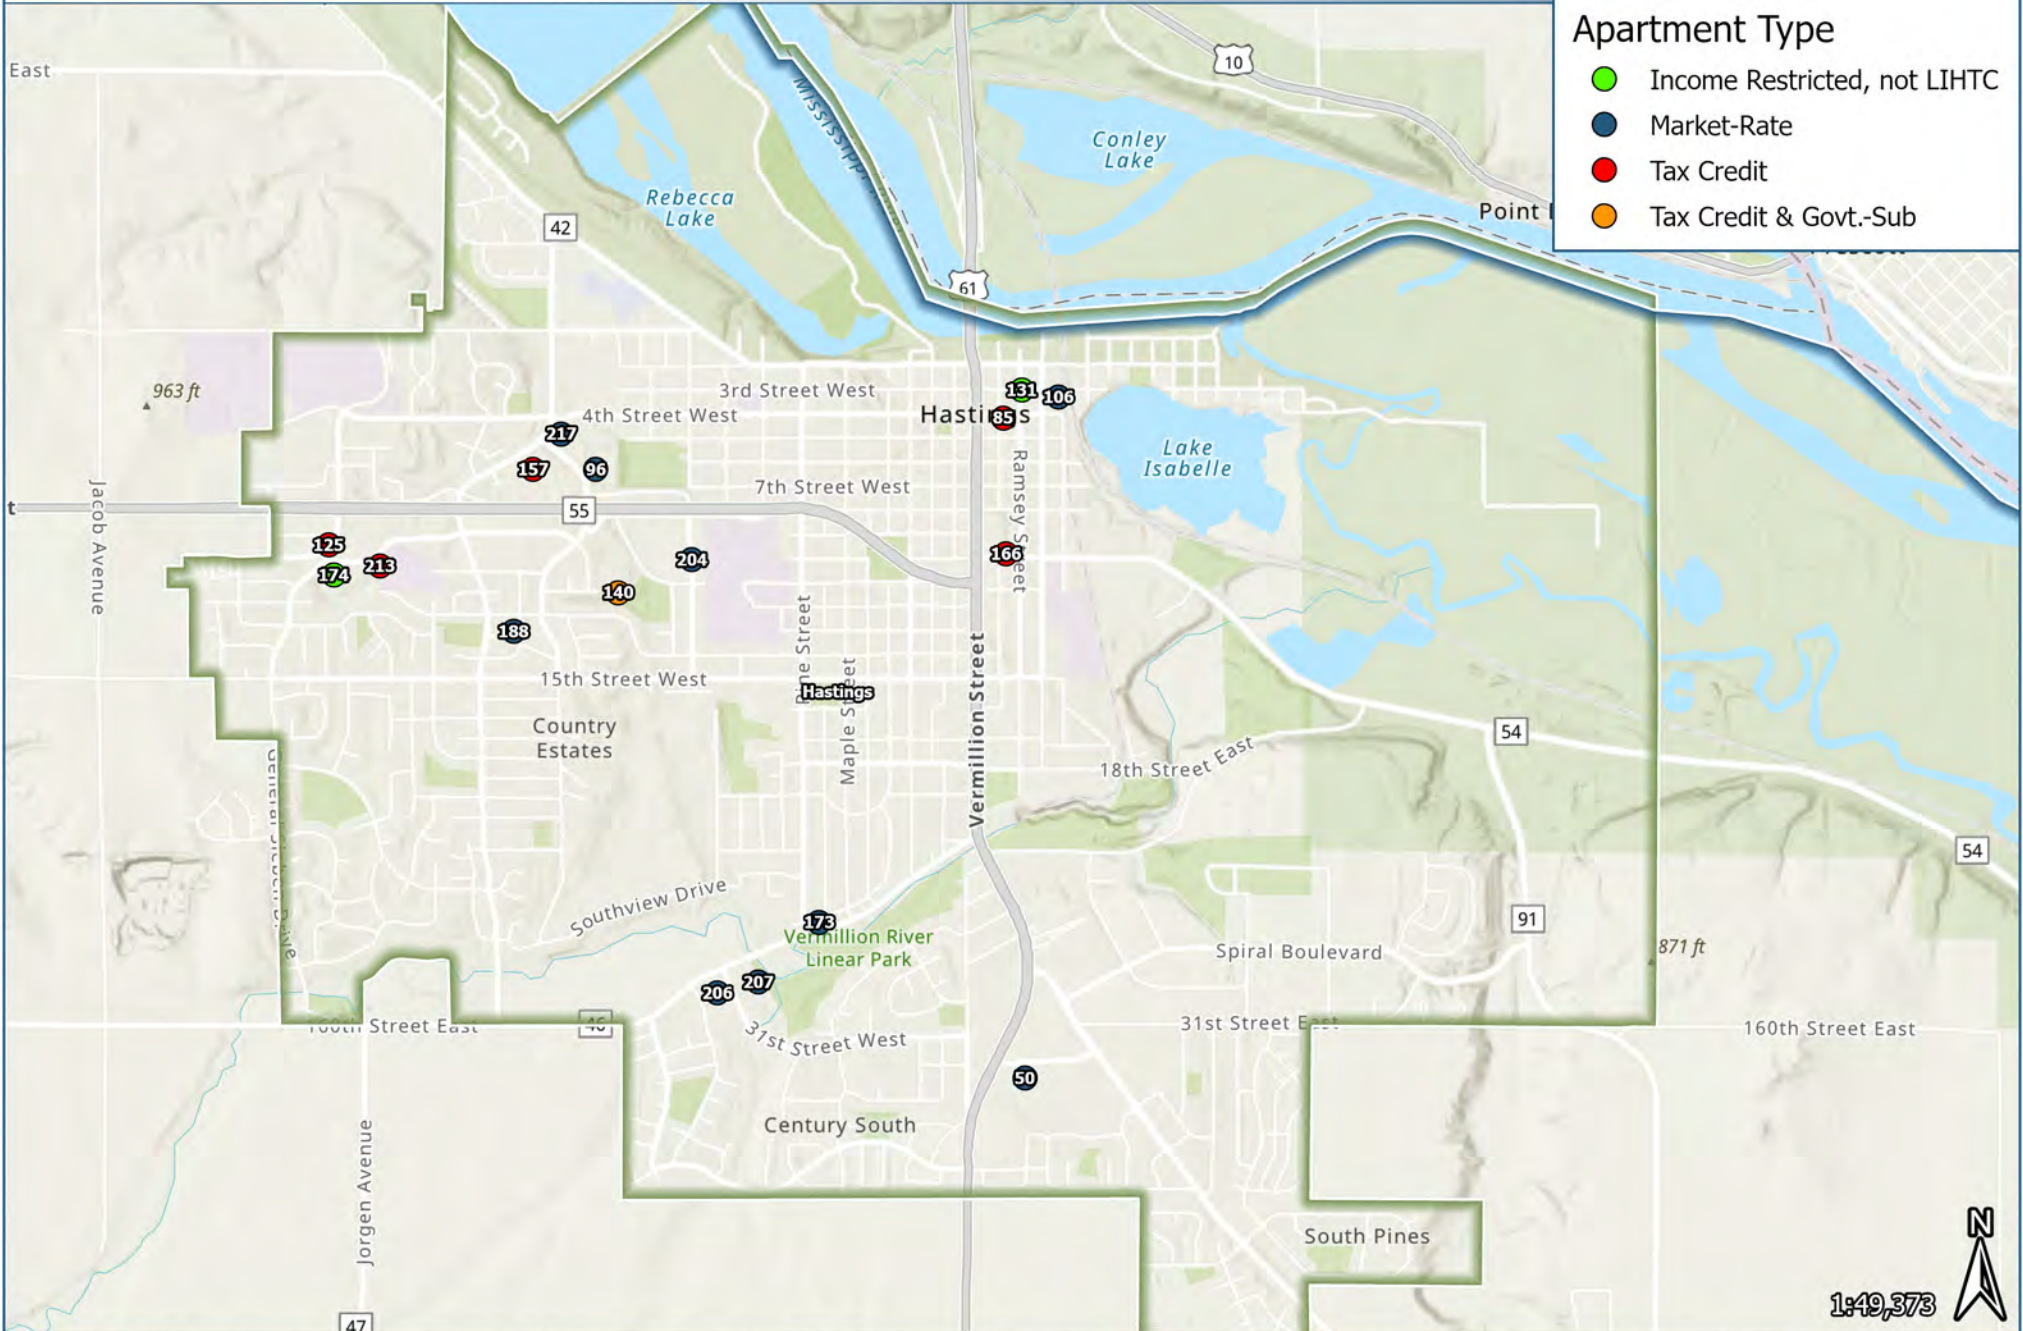 Apartment Type
Income Restricted, not LIHTC
Market-Rate
Tax Credit
Tax Credit & Govt.-Sub
East
10
Conley
Lake
Mississippi
Rebecca
Lake
Point
42
61
963 ft
3rd Street West
131
106
4th Street West
Hastings
85
217
157
96
Lake
Isabelle
7th Street West
Ramsey Street
Jacob Avenue
t
55
125
174
213
204
166
140
188
Pine Street
Maple Street
Vermillion Street
15th Street West
Hastings
Country
Estates
54
18th Street East
54
Southview Drive
173
91
Vermillion River
Linear Park
Spiral Boulevard
871 ft
206
207
160th Street East
46
31st Street West
31st Street East
160th Street East
50
Century South
Jorgen Avenue
South Pines
N
1:49,373
47